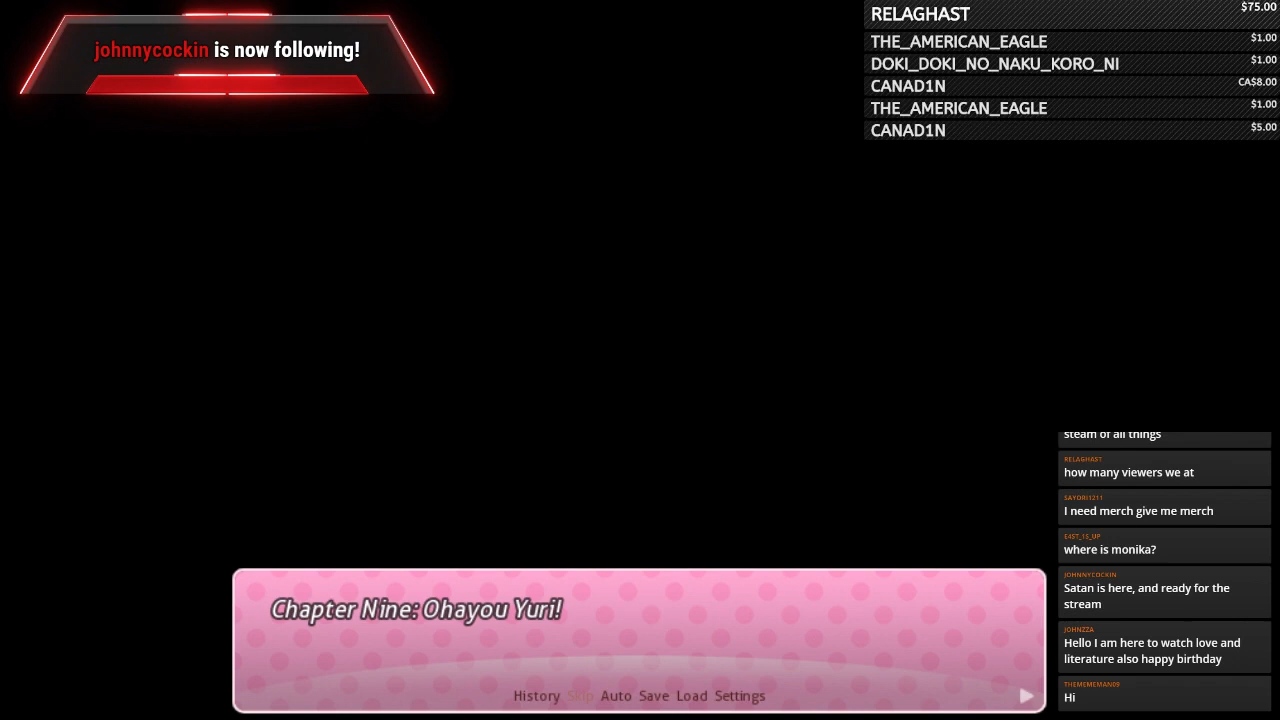 johnnycockin is now following!
RELAGHAST $75.00
THE_AMERICAN_EAGLE $1.00
DOKI_DOKI_NO_NAKU_KORO_NI $1.00
CANAD1N CA$8.00
THE_AMERICAN_EAGLE $1.00
CANAD1N $5.00
steam of all things
RELAGHAST
how many viewers we at
SAYORI1211
I need merch give me merch
E4ST_1S_UP
where is monika?
JOHNNYCOCKIN
Satan is here, and ready for the
stream
JOHNZZA
Hello I am here to watch love and
literature also happy birthday
THEMEMEMAN09
Hi
Chapter Nine: Ohayou Yuri!
History Skip Auto Save Load Settings